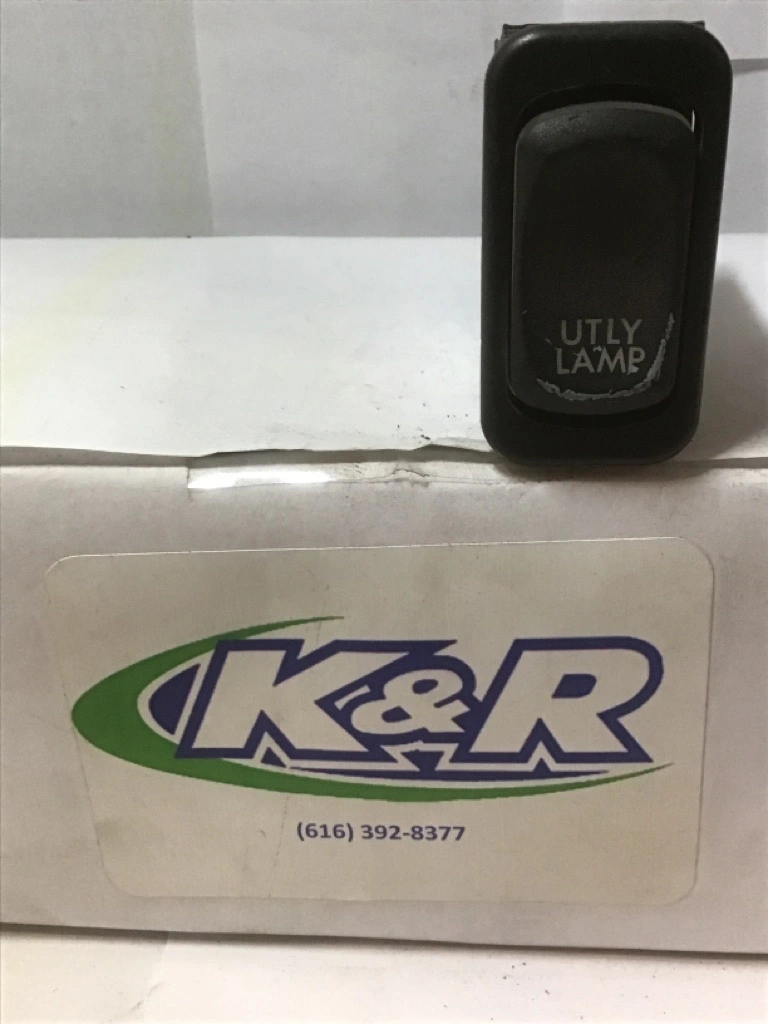 UTLY
LAMP
K&R
(616) 392-8377